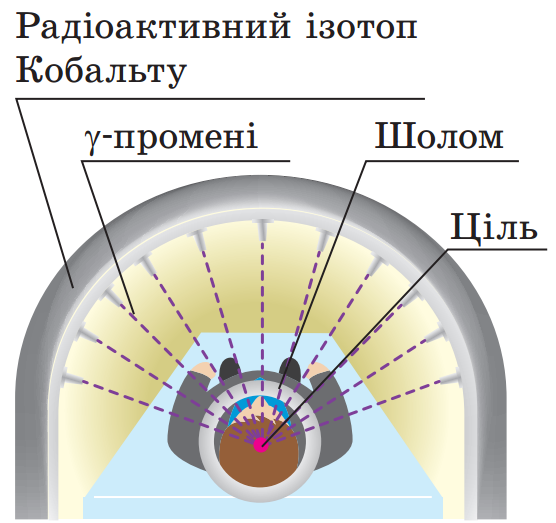 Радіоактивний ізотоп
Кобальту
γ-промені
Шолом
Ціль